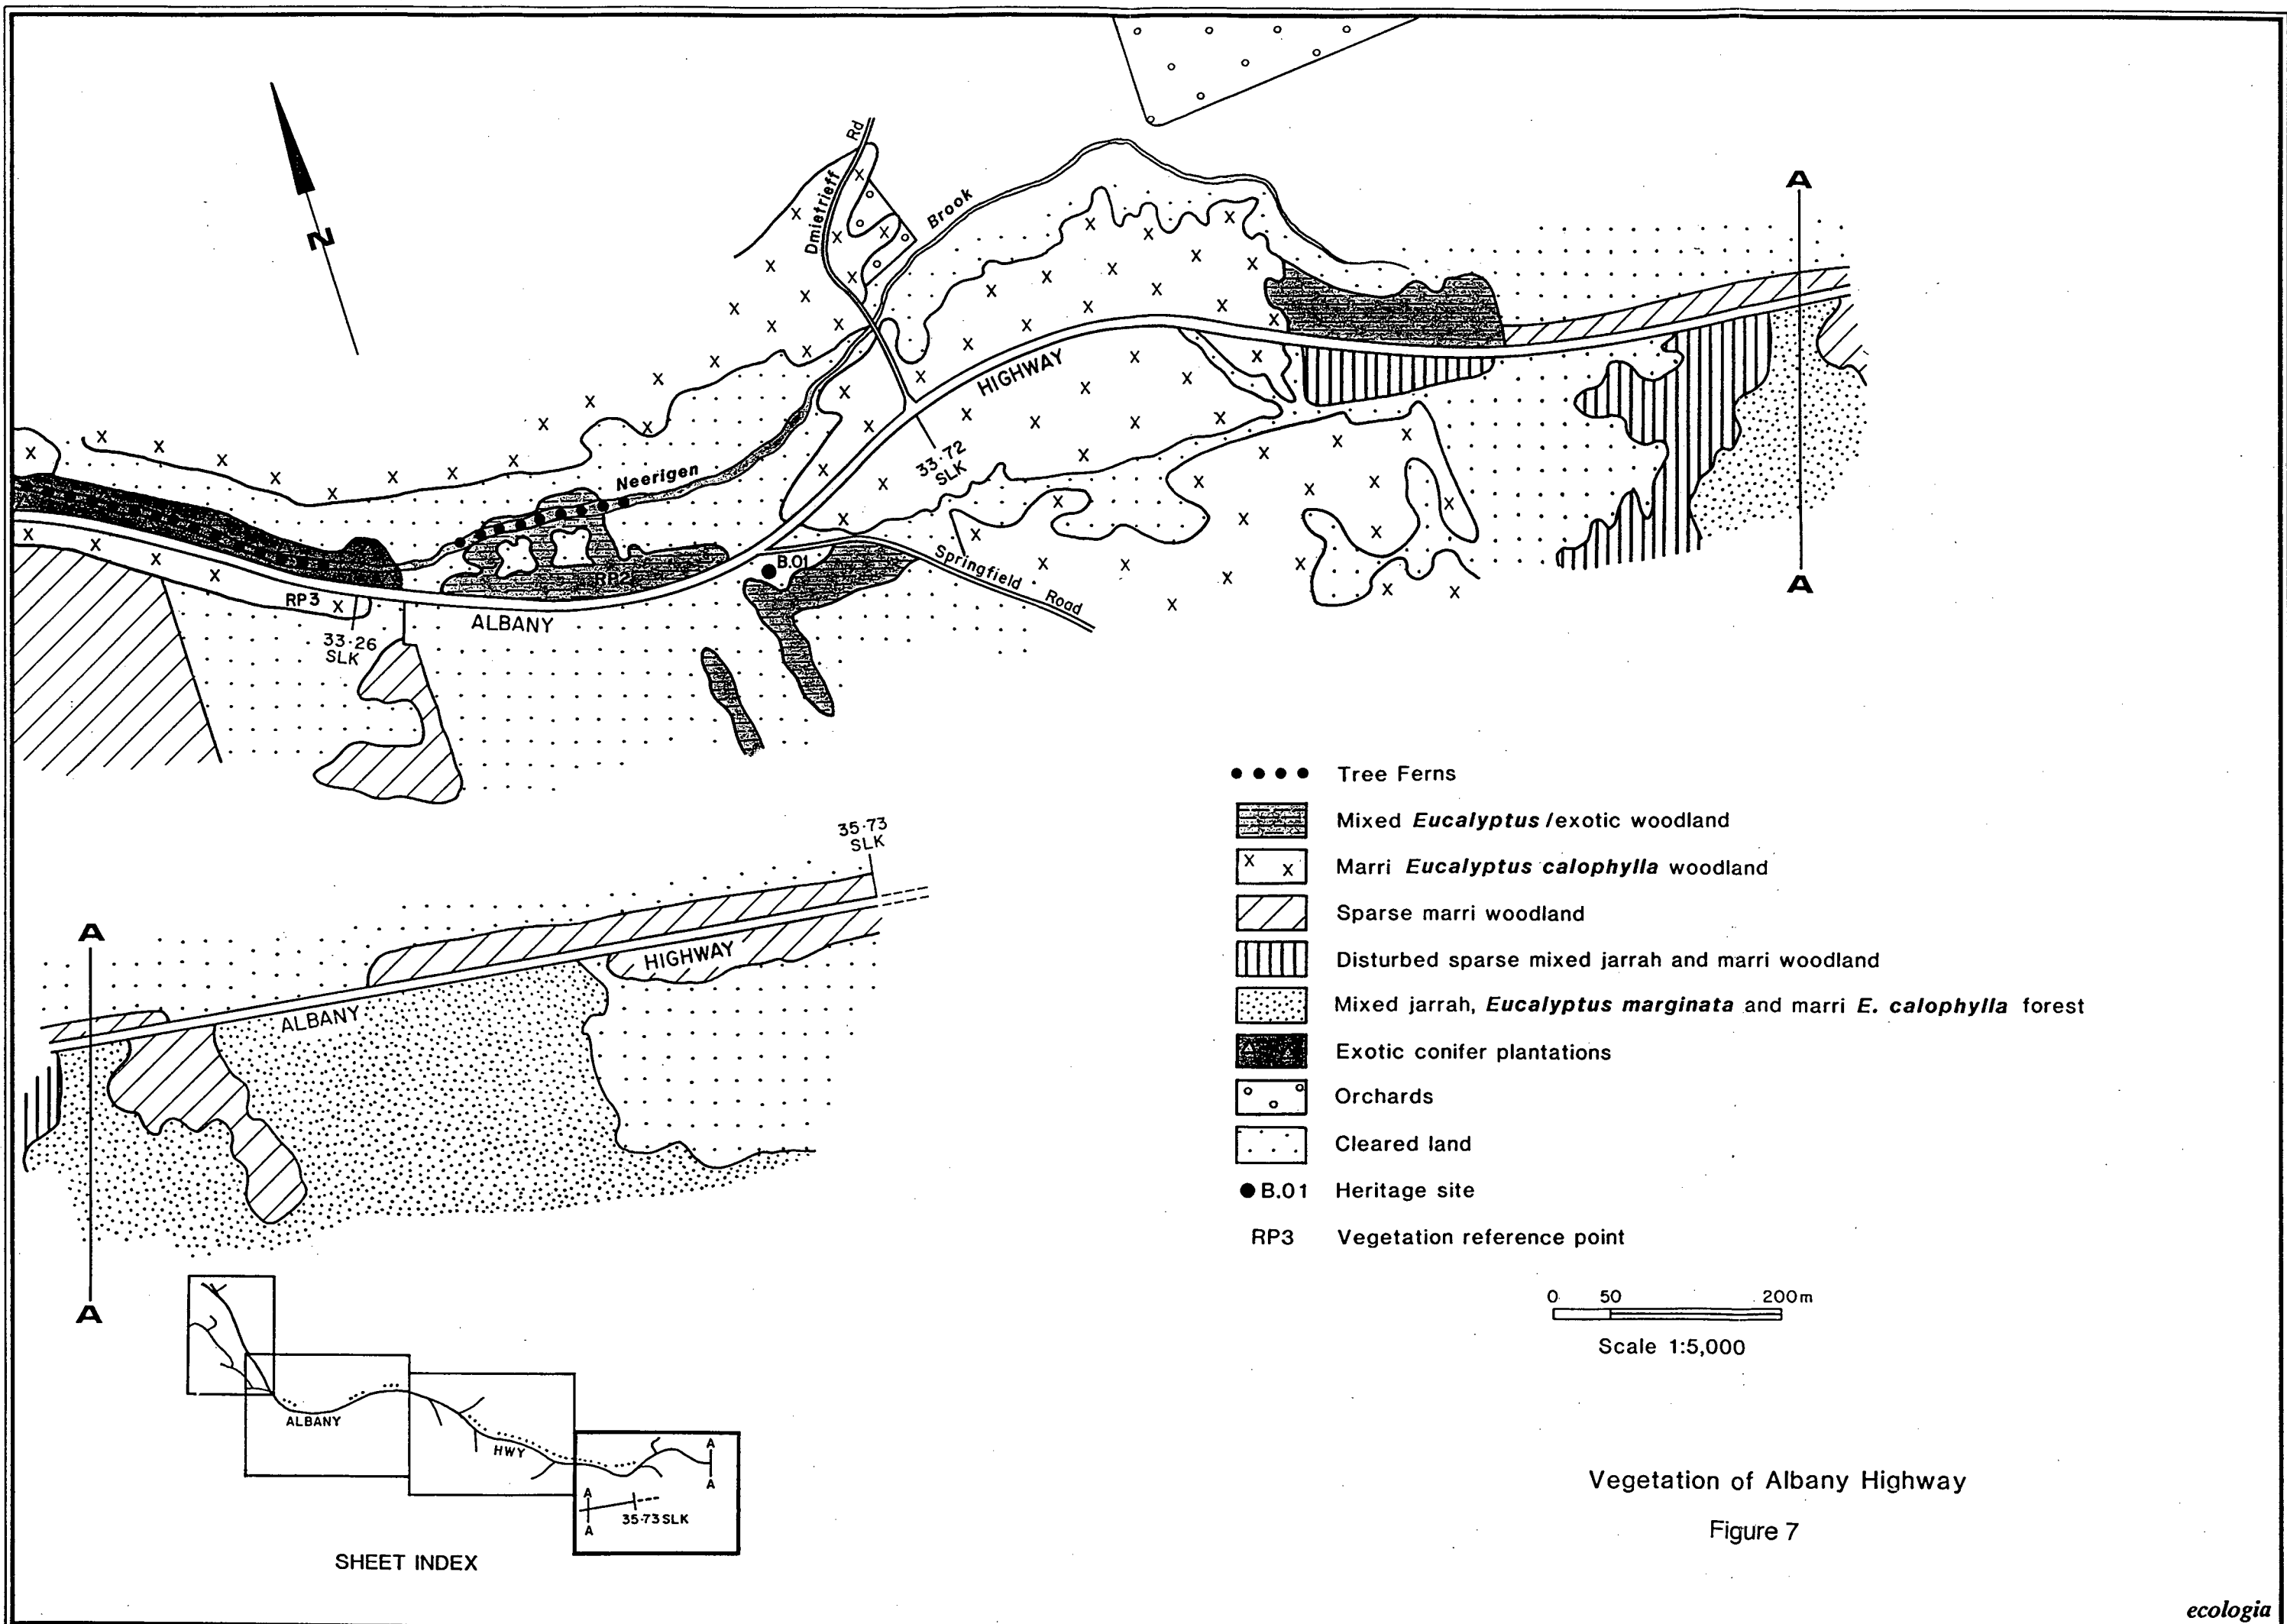 N
Dmietrieff Rd
Brook
A
HIGHWAY
33·72
SLK
Neerigen
RP2
B.01
Springfield Road
RP3
33·26
SLK
ALBANY
A
Tree Ferns
Mixed Eucalyptus/exotic woodland
Marri Eucalyptus calophylla woodland
Sparse marri woodland
Disturbed sparse mixed jarrah and marri woodland
Mixed jarrah, Eucalyptus marginata and marri E. calophylla forest
Exotic conifer plantations
Orchards
Cleared land
B.01 Heritage site
RP3 Vegetation reference point
35·73
SLK
A
HIGHWAY
ALBANY
A
0 50 200m
Scale 1:5,000
ALBANY
HWY
A
A
A
A
35·73 SLK
SHEET INDEX
Vegetation of Albany Highway
Figure 7
ecologia